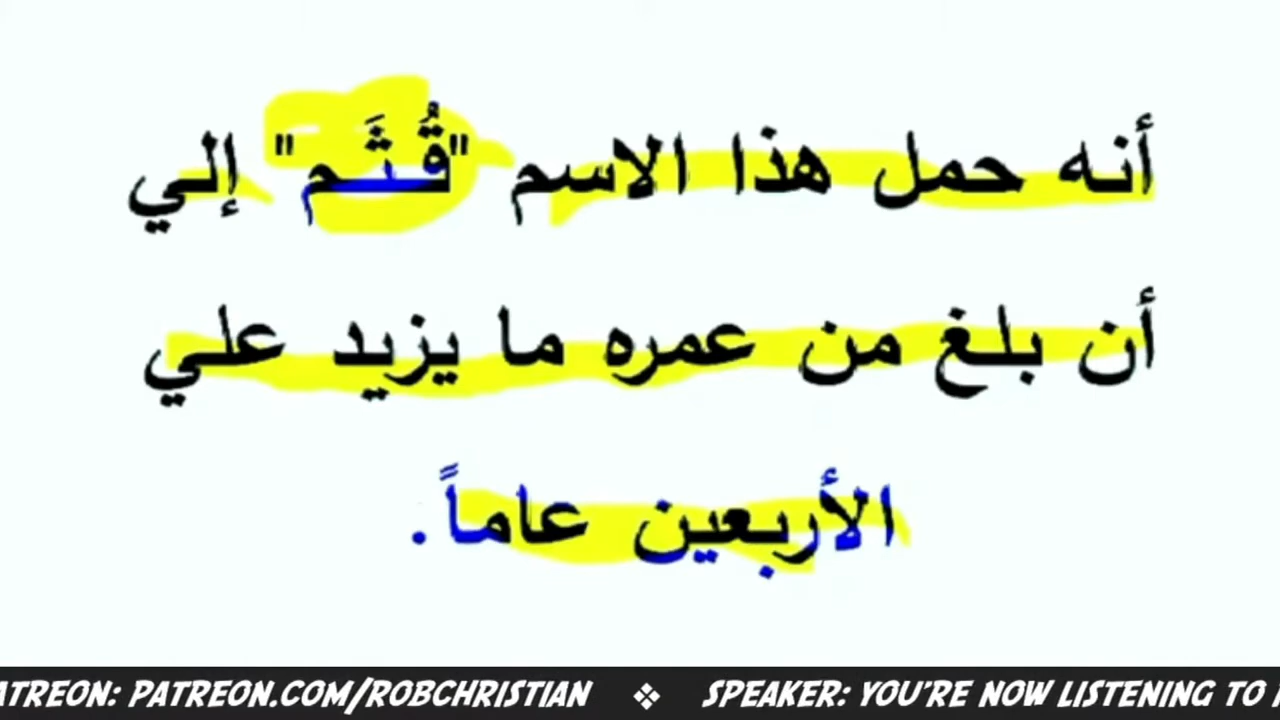 أنه حمل هذا الاسم "قُثَم" إلي
أن بلغ من عمره ما يزيد علي
الأربعين عاماً.
ATREON: PATREON.COM/ROBCHRISTIAN ❖ SPEAKER: YOU'RE NOW LISTENING TO